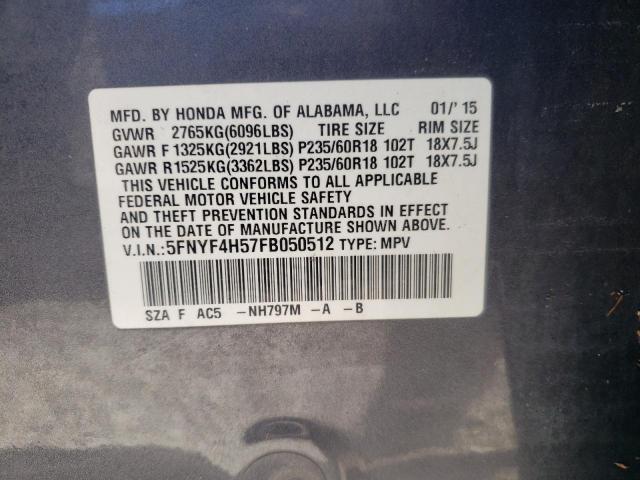 MFD. BY HONDA MFG. OF ALABAMA, LLC 01/'15
GVWR 2765KG(6096LBS) TIRE SIZE RIM SIZE
GAWR F 1325KG(2921LBS) P235/60R18 102T 18X7.5J
GAWR R1525KG(3362LBS) P235/60R18 102T 18X7.5J
THIS VEHICLE CONFORMS TO ALL APPLICABLE
FEDERAL MOTOR VEHICLE SAFETY
AND THEFT PREVENTION STANDARDS IN EFFECT
ON THE DATE OF MANUFACTURE SHOWN ABOVE.
V.I.N.:5FNYF4H57FB050512 TYPE: MPV
SZA F AC5 -NH797M -A -B